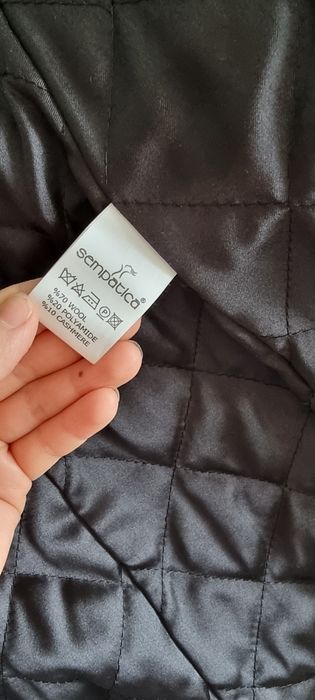 sempatica®
P
%70 WOOL
%20 POLYAMIDE
%10 CASHMERE